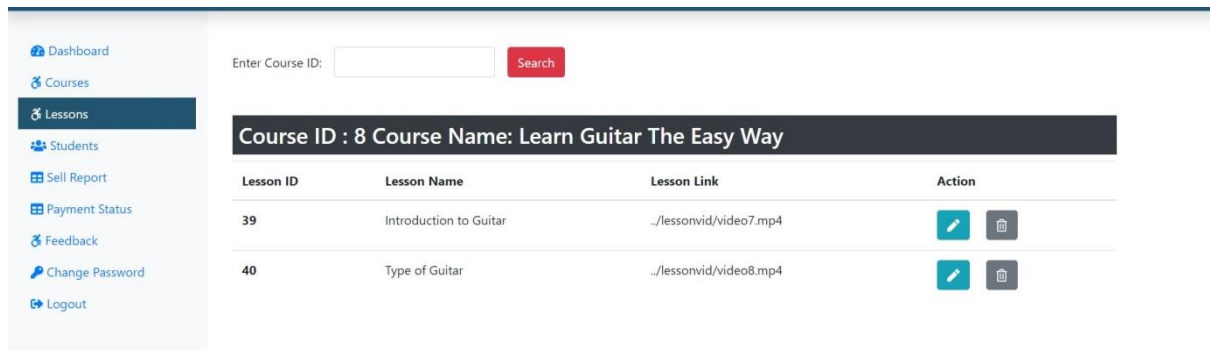 Dashboard
Courses
Lessons
Students
Sell Report
Payment Status
Feedback
Change Password
Logout
Enter Course ID: Search
Course ID : 8 Course Name: Learn Guitar The Easy Way
Lesson ID Lesson Name Lesson Link Action
39 Introduction to Guitar ../lessonvid/video7.mp4
40 Type of Guitar ../lessonvid/video8.mp4